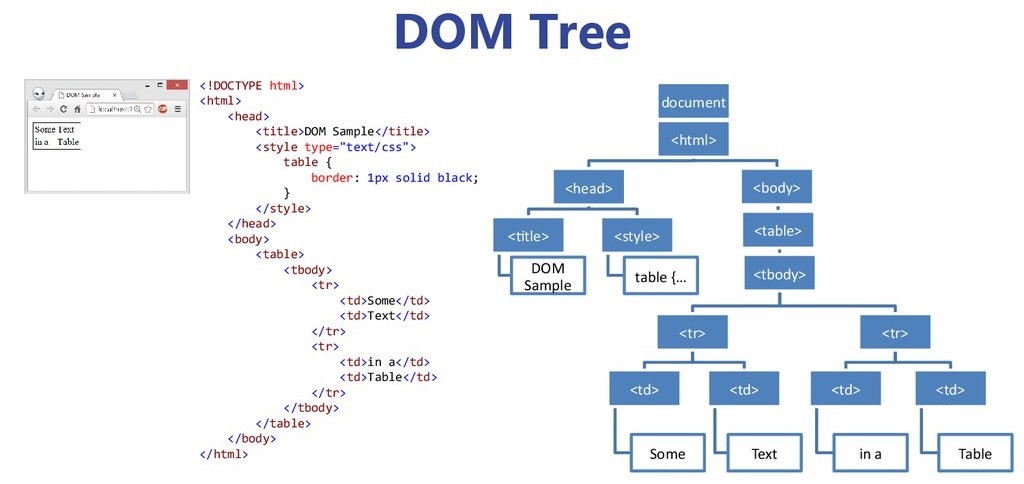 DOM Tree
DOM Sample
Some Text
in a Table
<!DOCTYPE html>
<html>
<head>
<title>DOM Sample</title>
<style type="text/css">
table {
border: 1px solid black;
}
</style>
</head>
<body>
<table>
<tbody>
<tr>
<td>Some</td>
<td>Text</td>
</tr>
<tr>
<td>in a</td>
<td>Table</td>
</tr>
</tbody>
</table>
</body>
</html>
document
<html>
<head>
<body>
<title>
<style>
<table>
DOM
Sample
table {...
<tbody>
<tr>
<tr>
<td>
<td>
<td>
<td>
Some
Text
in a
Table